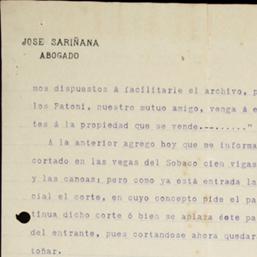 JOSE SARIÑANA
ABOGADO
mos dispuestos á facilitarle el archivo, p
los Patoni, nuestro mutuo amigo, venga á e
tes á la propiedad que se vende.--......."
A la anterior agrego hoy que se informa
cortado en las vegas del Sobaco cien vigas
y las canoas; pero como ya está entrada la
cial el corte, en cuyo concepto pide el pa
tinua dicho corte ó bien se aplaza éste pa
del entrante, pues cortandose ahora quedar
toñar.